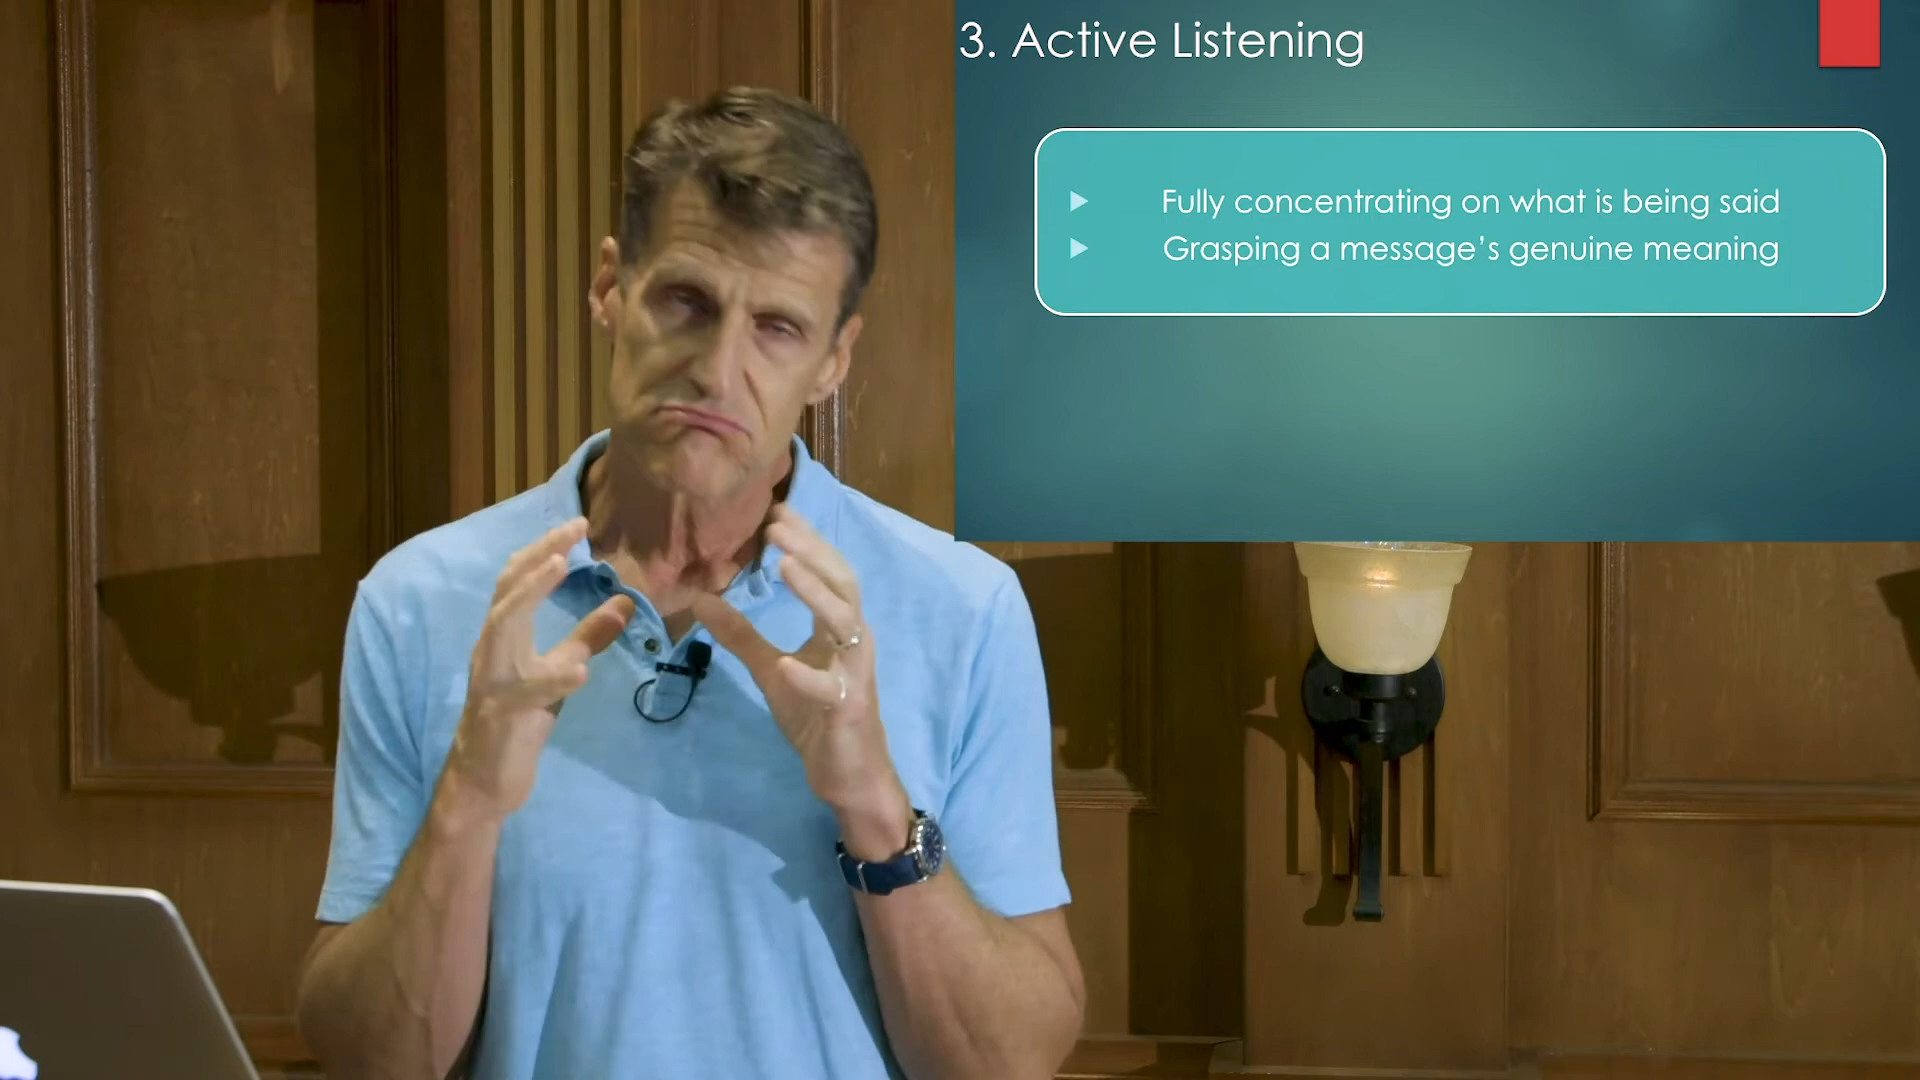 3. Active Listening
Fully concentrating on what is being said
Grasping a message’s genuine meaning